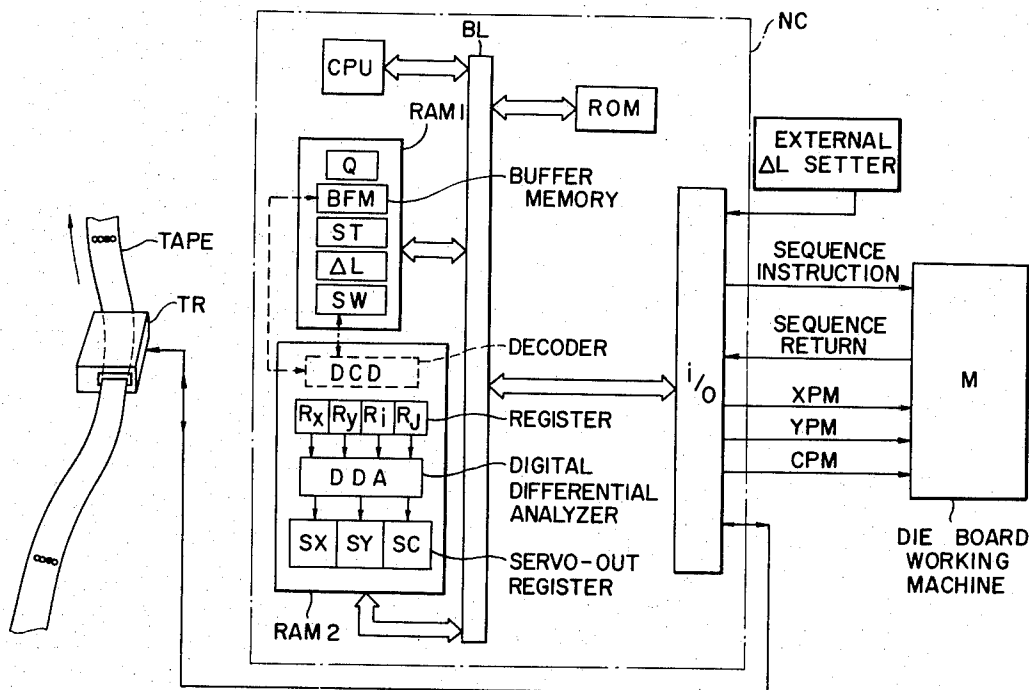 NC
BL
CPU
ROM
RAM 1
Q
BFM
ST
ΔL
SW
BUFFER
MEMORY
EXTERNAL
ΔL SETTER
TAPE
TR
SEQUENCE
INSTRUCTION
SEQUENCE
RETURN
XPM
YPM
CPM
M
i/O
DECODER
DCD
Rx Ry Ri RJ
REGISTER
DDA
DIGITAL
DIFFERENTIAL
ANALYZER
SX SY SC
SERVO-OUT
REGISTER
RAM 2
DIE BOARD
WORKING
MACHINE